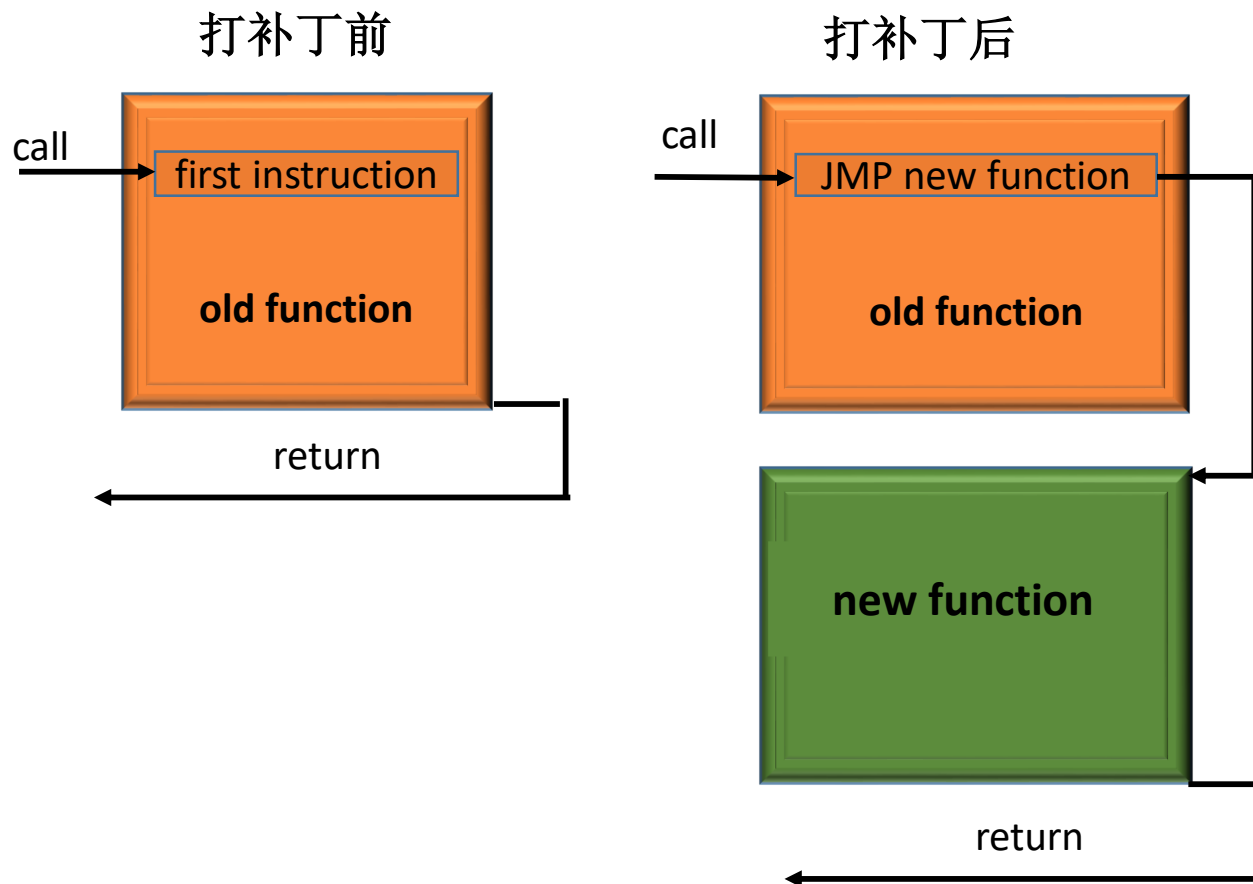 打补丁前
call
first instruction
old function
return
打补丁后
call
JMP new function
old function
new function
return